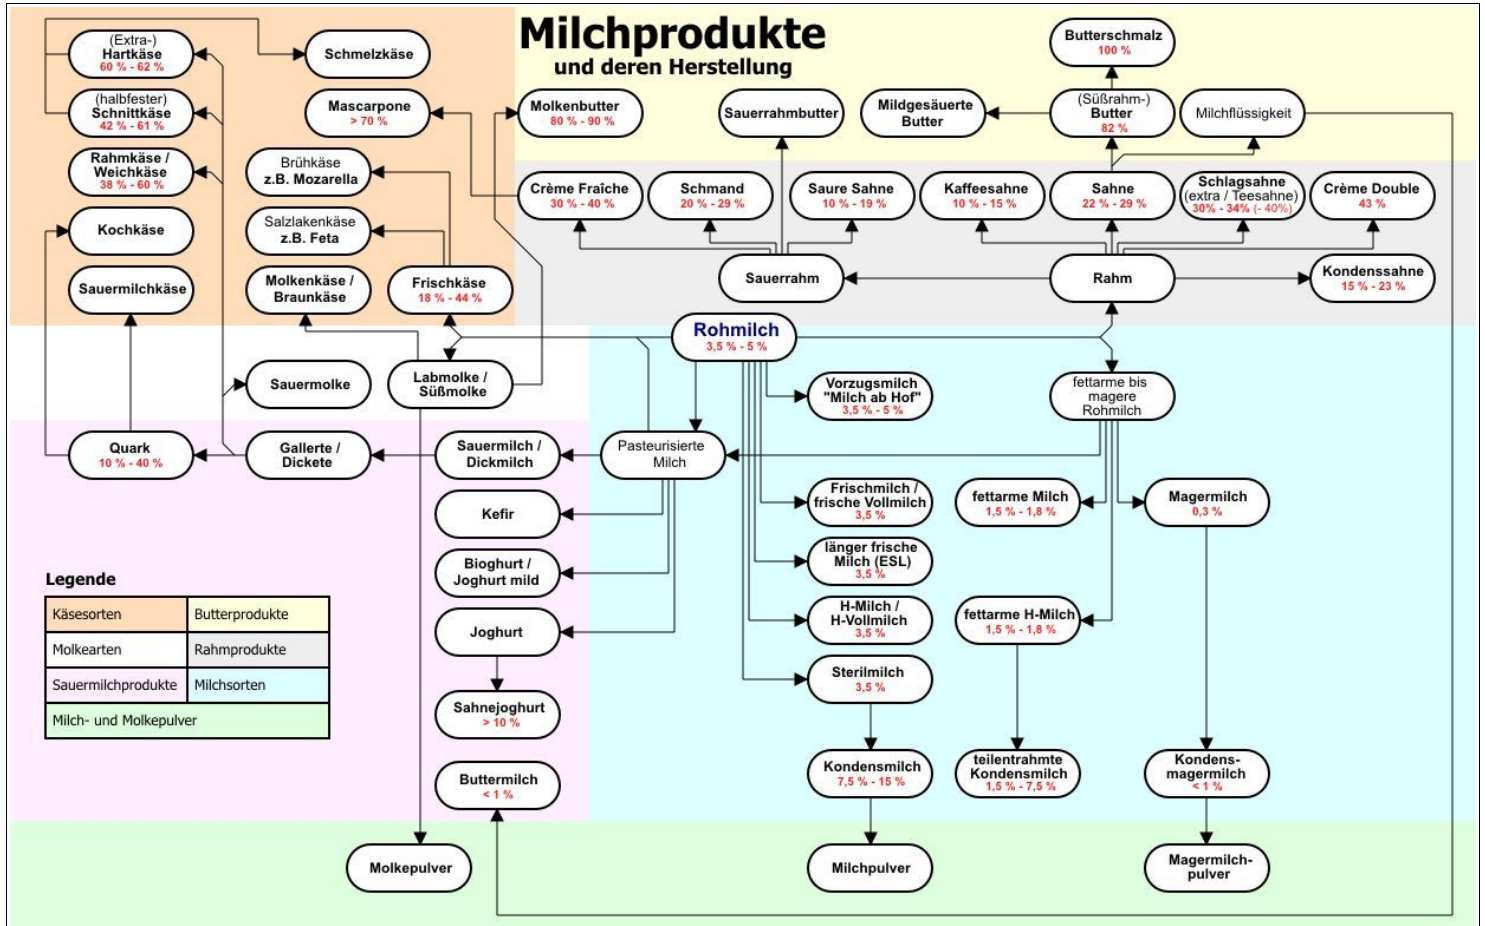 Milchprodukte
und deren Herstellung
(Extra-)
Hartkäse
60 % - 62 %
Schmelzkäse
Butterschmalz
100 %
(halbfester)
Schnittkäse
42 % - 61 %
Mascarpone
> 70 %
Molkenbutter
80 % - 90 %
Sauerrahmbutter
Mildgesäuerte
Butter
(Süßrahm-)
Butter
82 %
Milchflüssigkeit
Rahmkäse /
Weichkäse
38 % - 60 %
Brühkäse
z.B. Mozarella
Crème Fraîche
30 % - 40 %
Schmand
20 % - 29 %
Saure Sahne
10 % - 19 %
Kaffeesahne
10 % - 15 %
Sahne
22 % - 29 %
Schlagsahne
(extra / Teesahne)
30% - 34% (- 40%)
Crème Double
43 %
Kochkäse
Salzlakenkäse
z.B. Feta
Sauermilchkäse
Molkenkäse /
Braunkäse
Frischkäse
18 % - 44 %
Sauerrahm
Rahm
Kondenssahne
15 % - 23 %
Rohmilch
3,5 % - 5 %
Sauermolke
Labmolke /
Süßmolke
Vorzugsmilch
"Milch ab Hof"
3,5 % - 5 %
fettarme bis
magere
Rohmilch
Quark
10 % - 40 %
Gallerte /
Dickete
Sauermilch /
Dickmilch
Pasteurisierte
Milch
Kefir
Frischmilch /
frische Vollmilch
3,5 %
fettarme Milch
1,5 % - 1,8 %
Magermilch
0,3 %
Bioghurt /
Joghurt mild
länger frische
Milch (ESL)
3,5 %
Joghurt
H-Milch /
H-Vollmilch
3,5 %
fettarme H-Milch
1,5 % - 1,8 %
Sahnejoghurt
> 10 %
Sterilmilch
3,5 %
Buttermilch
< 1 %
Kondensmilch
7,5 % - 15 %
teilentrahmte
Kondensmilch
1,5 % - 7,5 %
Kondens-
magermilch
< 1 %
Molkepulver
Milchpulver
Magermilch-
pulver
Legende
Käsesorten
Butterprodukte
Molkearten
Rahmprodukte
Sauermilchprodukte
Milchsorten
Milch- und Molkepulver